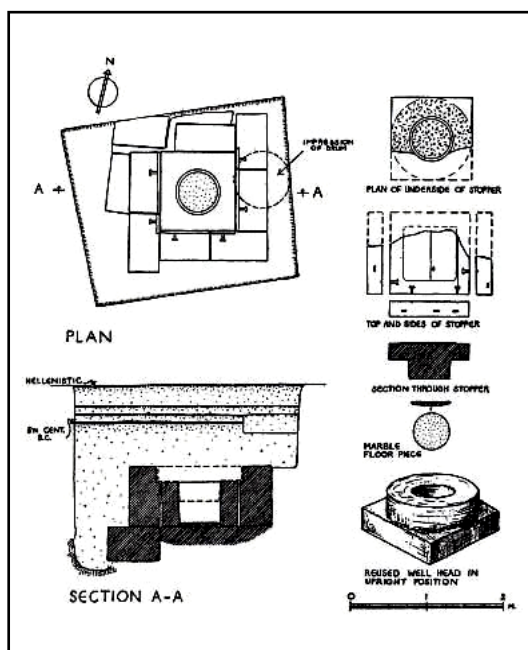 N
IMPRESSION
OF DRUM
A
A
PLAN
PLAN OF UNDERSIDE OF STOPPER
TOP AND SIDES OF STOPPER
SECTION THROUGH STOPPER
MARBLE
FLOOR PIECE
REUSED WELL HEAD IN
UPRIGHT POSITION
0 1 2
M.
HELLENISTIC
CENT.
B.C.
SECTION A-A